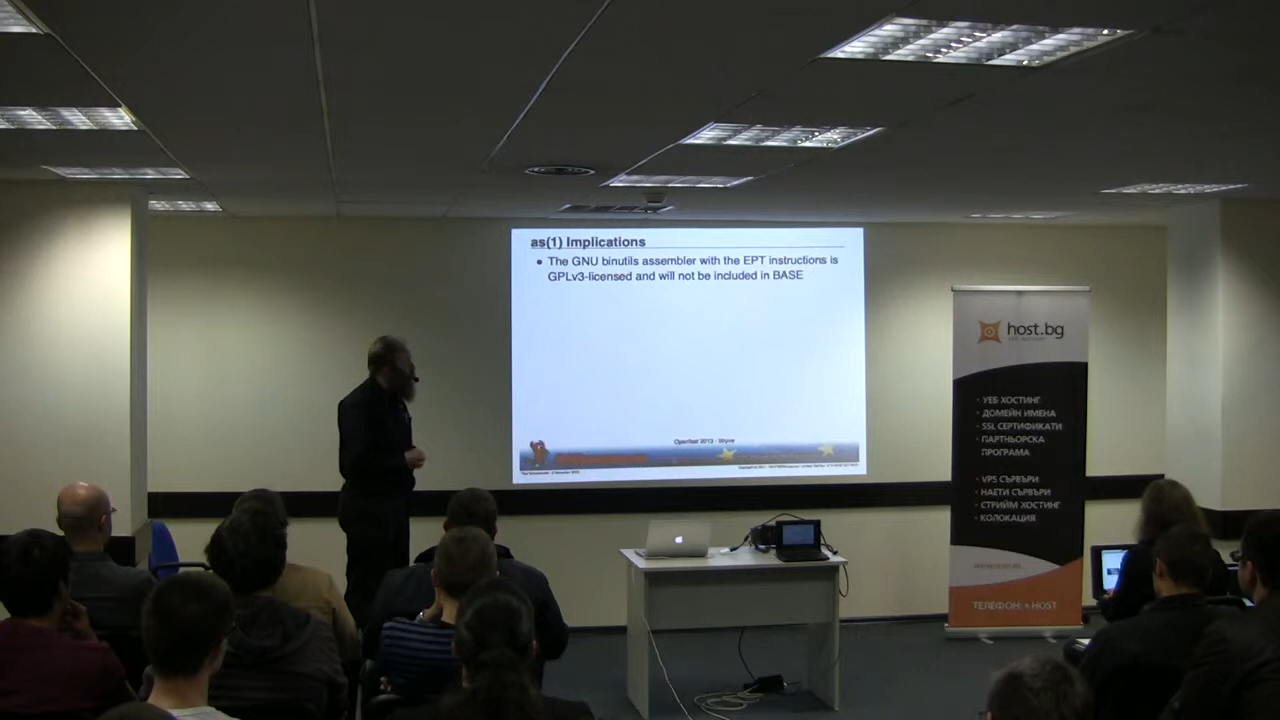 as(1) Implications
• The GNU binutils assembler with the EPT instructions is
GPLv3-licensed and will not be included in BASE
OpenFest 2013 - bhyve
host.bg
• УЕБ ХОСТИНГ
• ДОМЕЙН ИМЕНА
• SSL СЕРТИФИКАТИ
• ПАРТНЬОРСКА
ПРОГРАМА
• VPS СЪРВЪРИ
• НАЕТИ СЪРВЪРИ
• СТРИЙМ ХОСТИНГ
• КОЛОКАЦИЯ
ТЕЛЕФОН: • HOST